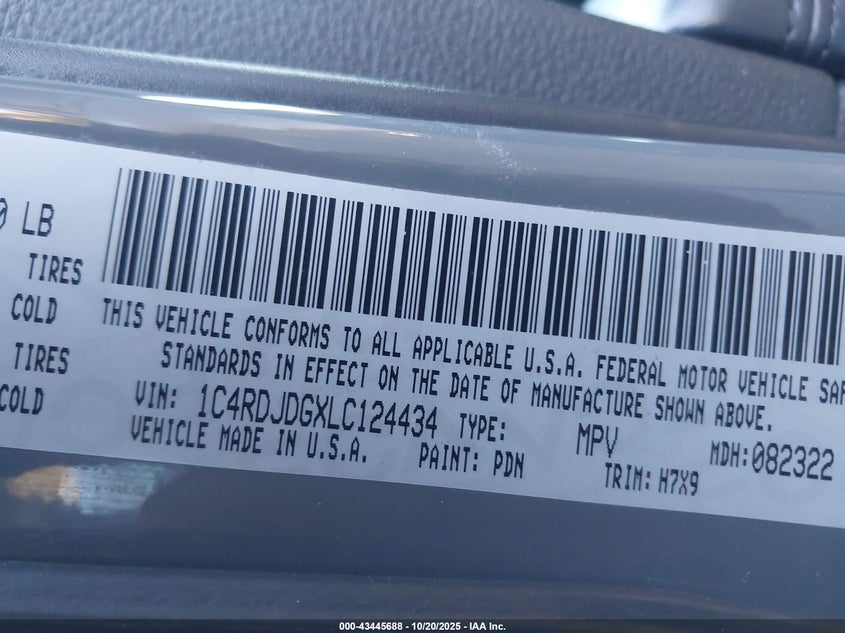 0 LB
TIRES
COLD
TIRES
COLD
THIS VEHICLE CONFORMS TO ALL APPLICABLE U.S.A. FEDERAL MOTOR VEHICLE SAF
STANDARDS IN EFFECT ON THE DATE OF MANUFACTURE SHOWN ABOVE.
VIN: 1C4RDJDGXLC124434 TYPE: MPV MDH:082322
VEHICLE MADE IN U.S.A. PAINT: PDN TRIM: H7X9
000-43445688 - 10/20/2025 - IAA Inc.